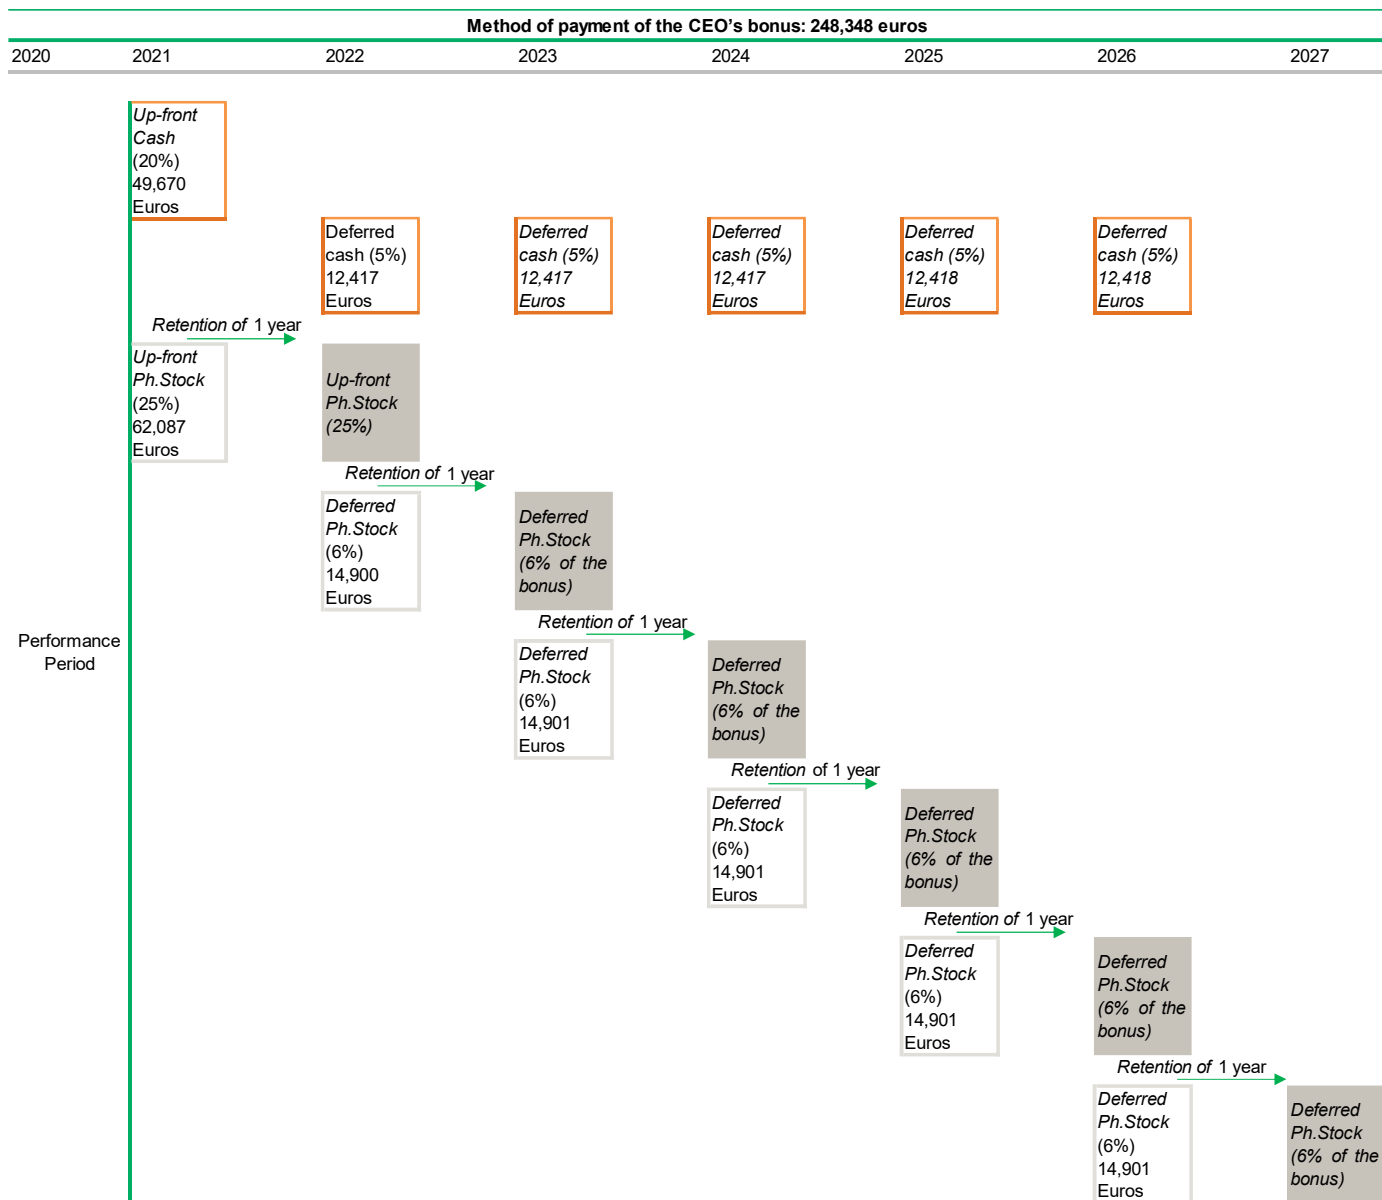 Method of payment of the CEO’s bonus: 248,348 euros
2020 2021 2022 2023 2024 2025 2026 2027
Up-front
Cash
(20%)
49,670
Euros
Deferred
cash (5%)
12,417
Euros
Deferred
cash (5%)
12,417
Euros
Deferred
cash (5%)
12,417
Euros
Deferred
cash (5%)
12,418
Euros
Deferred
cash (5%)
12,418
Euros
Retention of 1 year
Up-front
Ph.Stock
(25%)
62,087
Euros
Up-front
Ph.Stock
(25%)
Retention of 1 year
Deferred
Ph.Stock
(6%)
14,900
Euros
Deferred
Ph.Stock
(6% of the
bonus)
Retention of 1 year
Performance
Period
Deferred
Ph.Stock
(6%)
14,901
Euros
Deferred
Ph.Stock
(6% of the
bonus)
Retention of 1 year
Deferred
Ph.Stock
(6%)
14,901
Euros
Deferred
Ph.Stock
(6% of the
bonus)
Retention of 1 year
Deferred
Ph.Stock
(6%)
14,901
Euros
Deferred
Ph.Stock
(6% of the
bonus)
Retention of 1 year
Deferred
Ph.Stock
(6%)
14,901
Euros
Deferred
Ph.Stock
(6% of the
bonus)